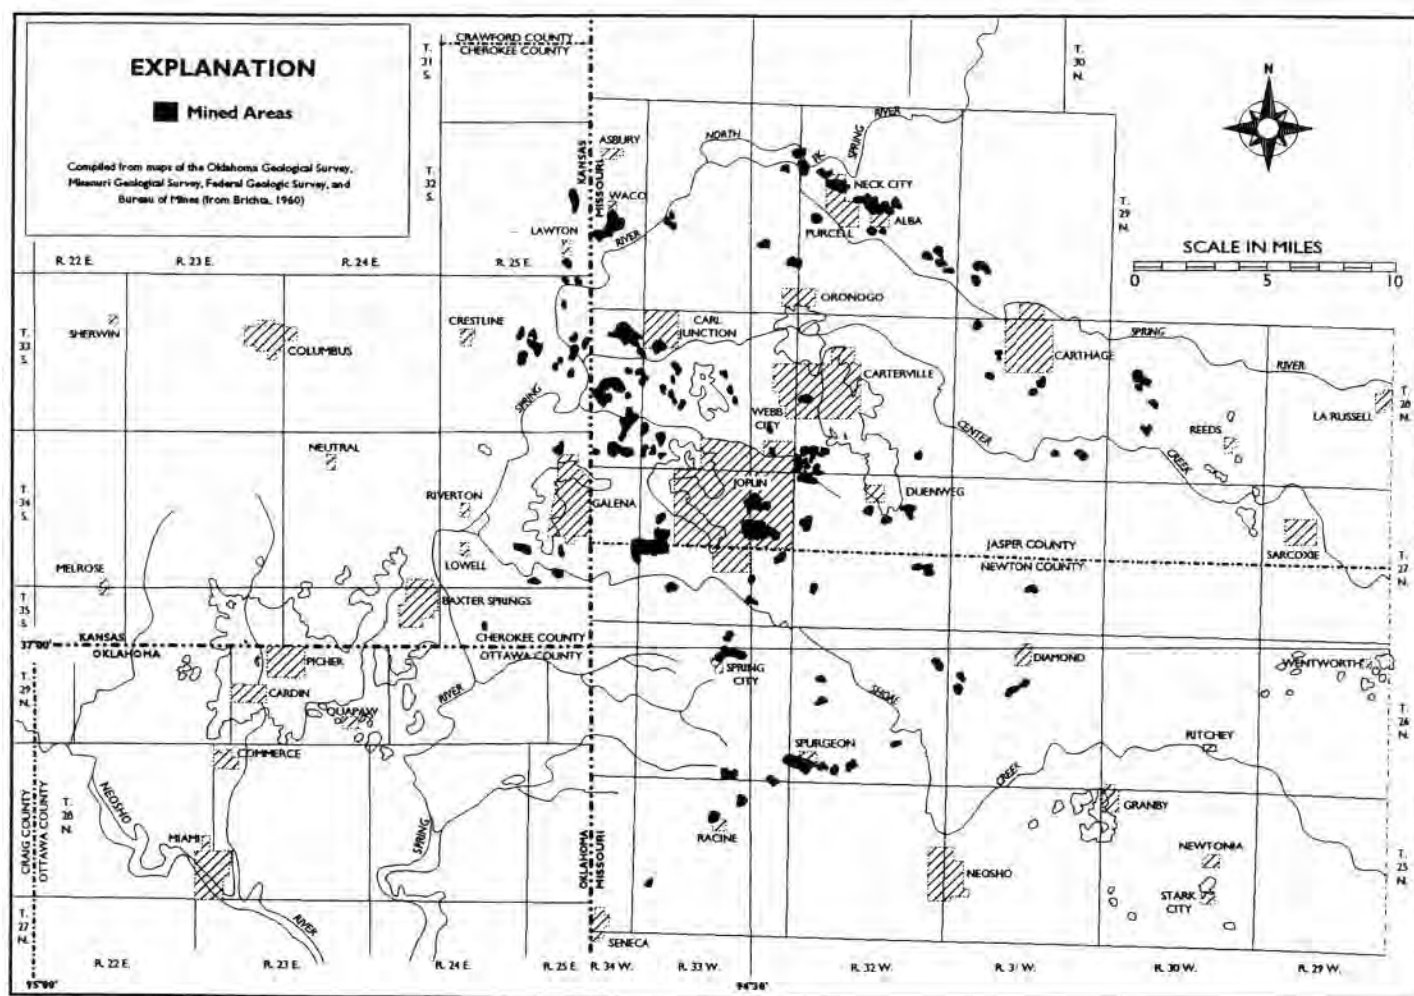 EXPLANATION
Mined Areas
Compiled from maps of the Oklahoma Geological Survey,
Missouri Geological Survey, Federal Geologic Survey, and
Bureau of Mines (from Brichta, 1960)
CRAWFORD COUNTY
CHEROKEE COUNTY
T. 31 S.
T. 30 N.
N
T. 32 S.
KANSAS
MISSOURI
ASBURY
NORTH
FK.
SPRING
RIVER
NECK CITY
WACO
ALBA
PURCELL
T. 29 N.
LAWTON
RIVER
SCALE IN MILES
0 5 10
R. 22 E.
R. 23 E.
R. 24 E.
R. 25 E.
ORONOGO
SHERWIN
T. 33 S.
COLUMBUS
CRESTLINE
CARL
JUNCTION
SPRING
RIVER
CARTHAGE
CARTERVILLE
SPRING
WEBB
CITY
CENTER
CREEK
T. 28 N.
LA RUSSELL
REEDS
NEUTRAL
T. 34 S.
RIVERTON
GALENA
JOPLIN
DUENWEG
JASPER COUNTY
NEWTON COUNTY
SARCOXIE
T. 27 N.
MELROSE
LOWELL
T. 35 S.
BAXTER SPRINGS
37°00'
KANSAS
OKLAHOMA
CHEROKEE COUNTY
OTTAWA COUNTY
PICHER
CARDIN
QUAPAW
RIVER
SPRING
CITY
DIAMOND
WENTWORTH
T. 29 N.
SHOAL
CREEK
T. 26 N.
COMMERCE
SPURGEON
RITCHEY
NEOSHO
T. 28 N.
CRAIG COUNTY
OTTAWA COUNTY
MIAMI
SPRING
OKLAHOMA
MISSOURI
RACINE
GRANBY
NEOSHO
NEWTONIA
STARK
CITY
T. 25 N.
T. 27 N.
RIVER
SENECA
R. 22 E.
R. 23 E.
R. 24 E.
R. 25 E.
R. 34 W.
R. 33 W.
R. 32 W.
R. 31 W.
R. 30 W.
R. 29 W.
95°00'
94°30'